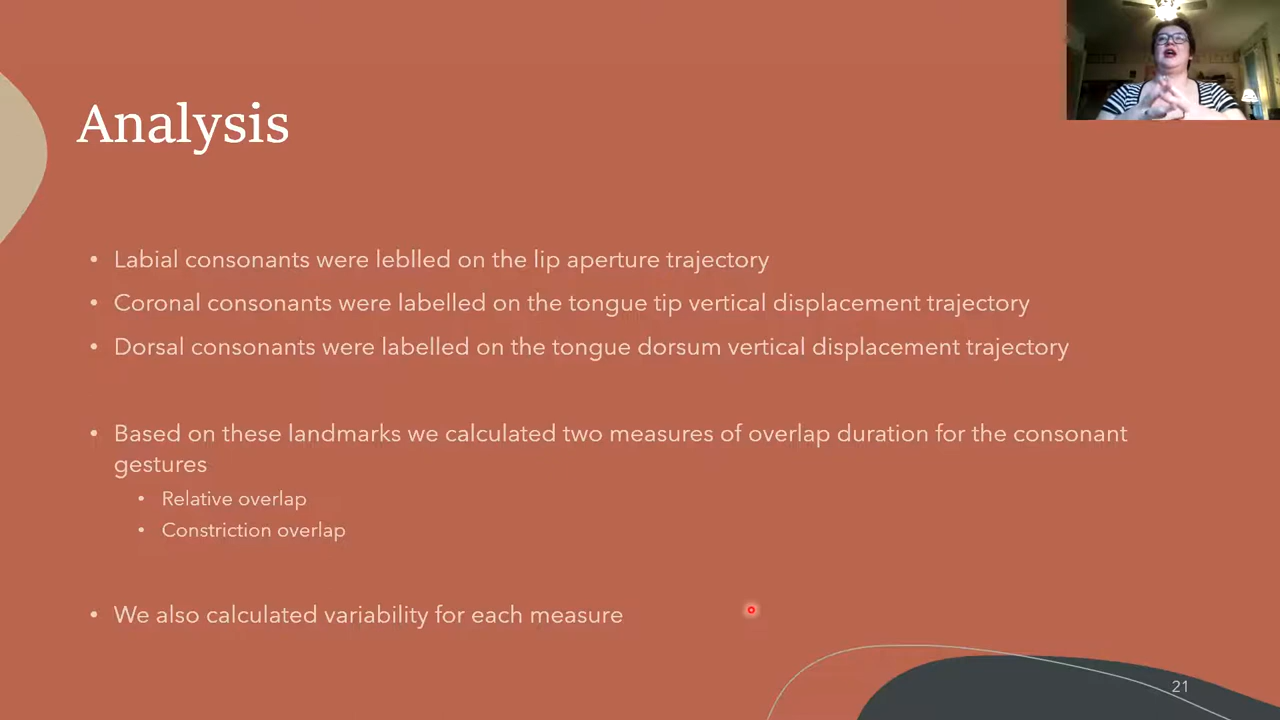 Analysis
• Labial consonants were leblled on the lip aperture trajectory
• Coronal consonants were labelled on the tongue tip vertical displacement trajectory
• Dorsal consonants were labelled on the tongue dorsum vertical displacement trajectory
• Based on these landmarks we calculated two measures of overlap duration for the consonant
gestures
• Relative overlap
• Constriction overlap
• We also calculated variability for each measure
21